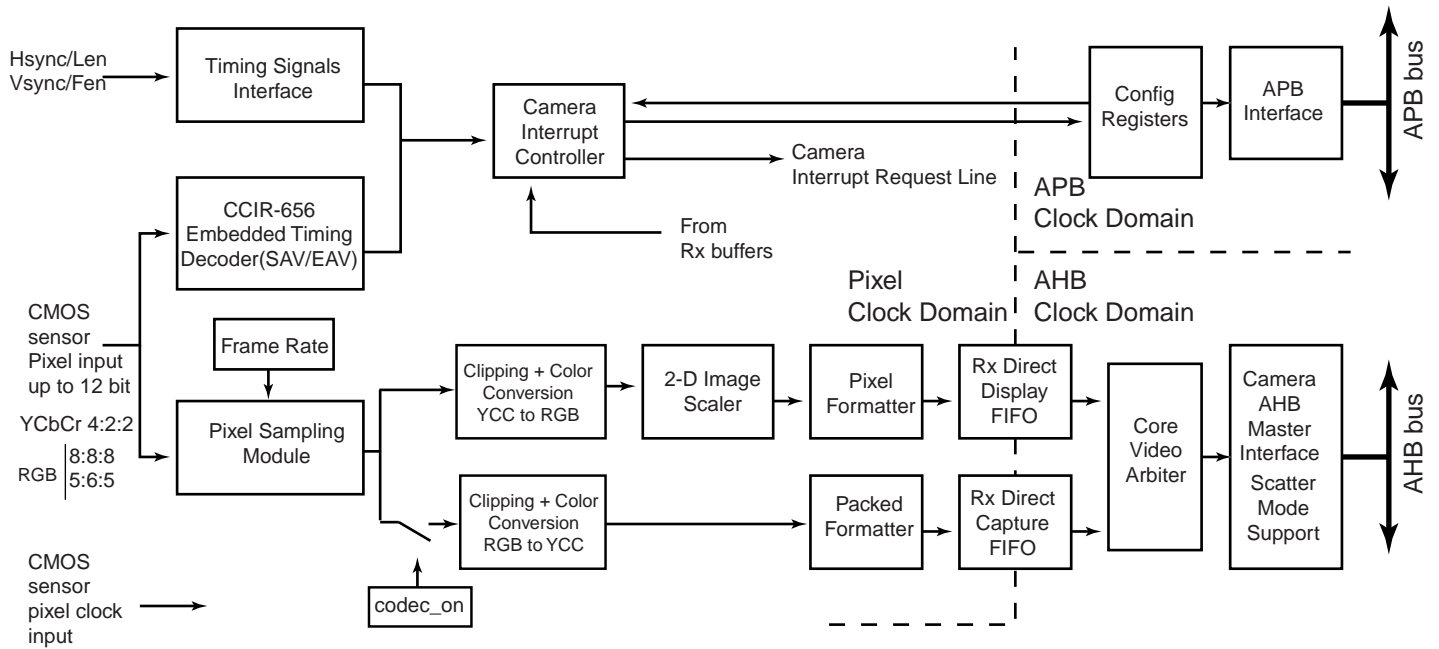 Hsync/Len
Vsync/Fen
Timing Signals
Interface
Camera
Interrupt
Controller
Config
Registers
APB
Interface
APB bus
Camera
Interrupt Request Line
APB
Clock Domain
CCIR-656
Embedded Timing
Decoder(SAV/EAV)
From
Rx buffers
Pixel
Clock Domain
AHB
Clock Domain
CMOS
sensor
Pixel input
up to 12 bit
YCbCr 4:2:2
RGB
8:8:8
5:6:5
Frame Rate
Pixel Sampling
Module
Clipping + Color
Conversion
YCC to RGB
2-D Image
Scaler
Pixel
Formatter
Rx Direct
Display
FIFO
Core
Video
Arbiter
Camera
AHB
Master
Interface
Scatter
Mode
Support
AHB bus
Clipping + Color
Conversion
RGB to YCC
Packed
Formatter
Rx Direct
Capture
FIFO
codec_on
CMOS
sensor
pixel clock
input